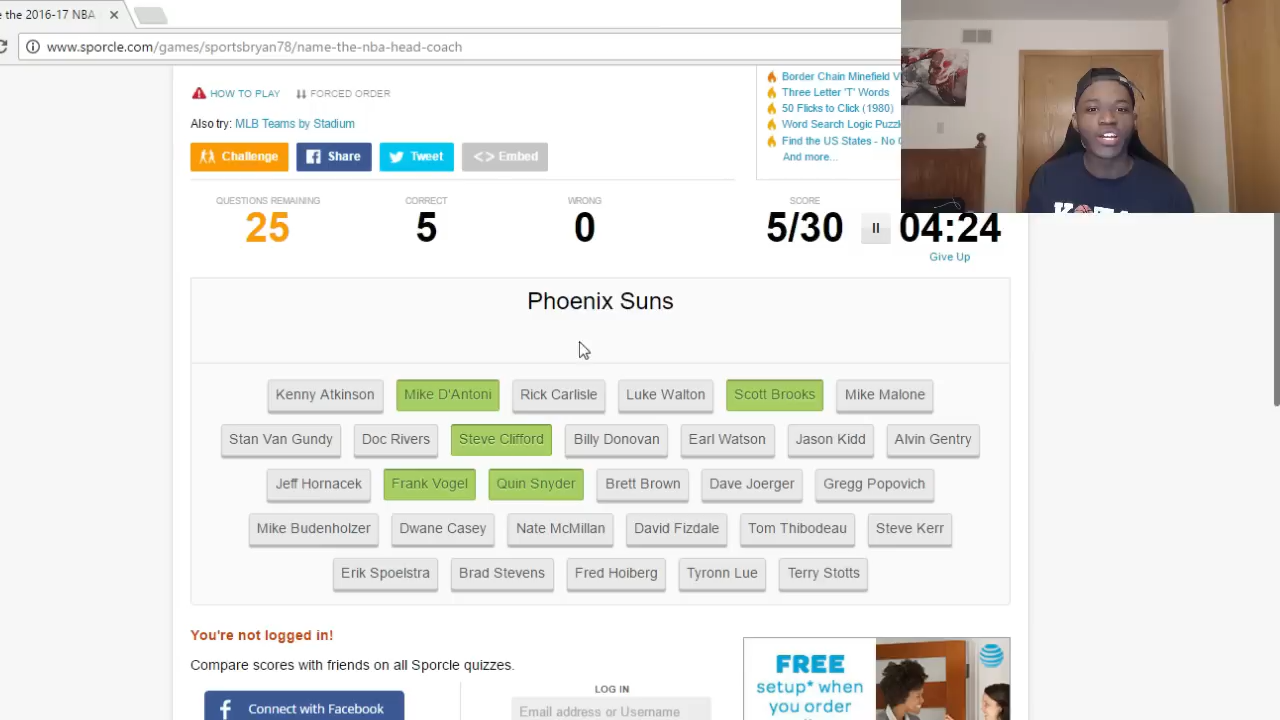 e the 2016-17 NBA
www.sporcle.com/games/sportsbryan78/name-the-nba-head-coach
HOW TO PLAY FORCED ORDER
Also try: MLB Teams by Stadium
Challenge Share Tweet <> Embed
Border Chain Minefield V
Three Letter 'T' Words
50 Flicks to Click (1980)
Word Search Logic Puzzl
Find the US States - No
And more...
QUESTIONS REMAINING CORRECT WRONG SCORE
25 5 0 5/30 04:24
Give Up
Phoenix Suns
Kenny Atkinson Mike D'Antoni Rick Carlisle Luke Walton Scott Brooks Mike Malone
Stan Van Gundy Doc Rivers Steve Clifford Billy Donovan Earl Watson Jason Kidd Alvin Gentry
Jeff Hornacek Frank Vogel Quin Snyder Brett Brown Dave Joerger Gregg Popovich
Mike Budenholzer Dwane Casey Nate McMillan David Fizdale Tom Thibodeau Steve Kerr
Erik Spoelstra Brad Stevens Fred Hoiberg Tyronn Lue Terry Stotts
You're not logged in!
Compare scores with friends on all Sporcle quizzes.
Connect with Facebook
LOG IN
Email address or Username
FREE
setup* when
you order